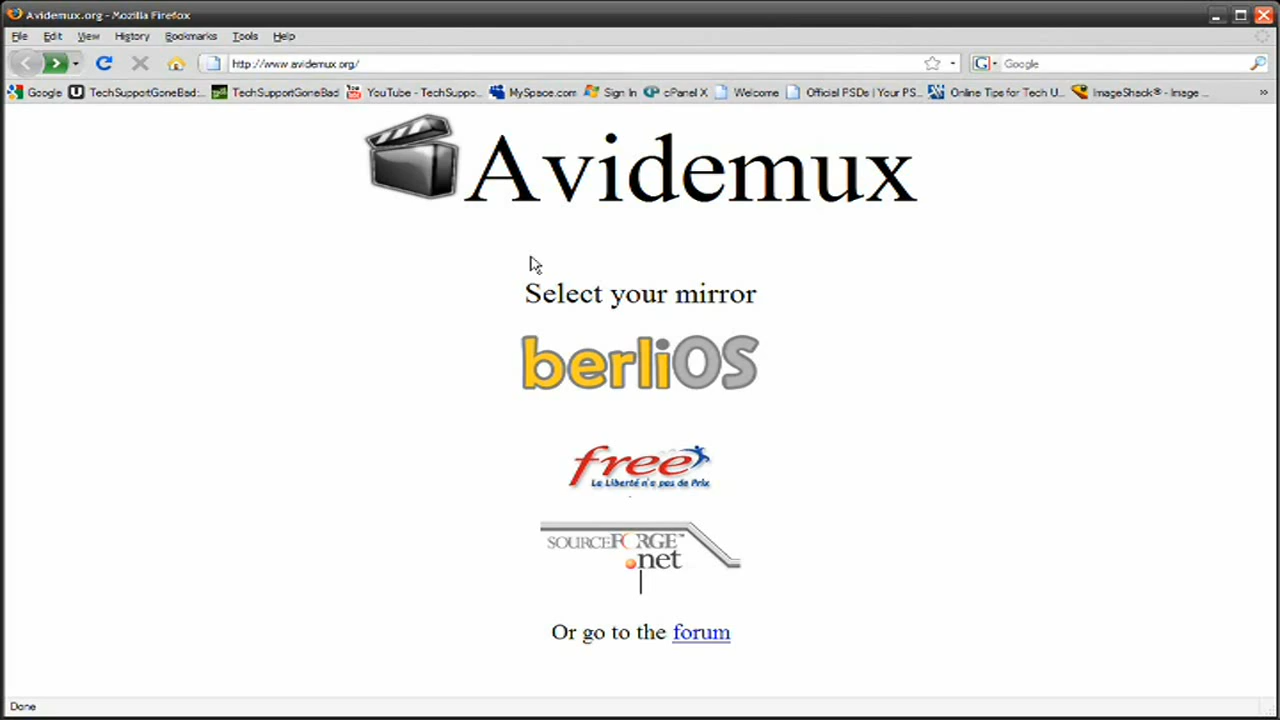 Avidemux.org - Mozilla Firefox
File Edit View History Bookmarks Tools Help
http://www.avidemux.org/ Google
Google TechSupportGoneBad:... TechSupportGoneBad YouTube - TechSuppo... MySpace.com Sign In cPanel X Welcome Official PSDs | Your PS... Online Tips for Tech U... ImageShack® - Image ... »
Avidemux
Select your mirror
berliOS
free
La Liberté n'a pas de Prix
SOURCEFORGE™
.net
Or go to the forum
Done